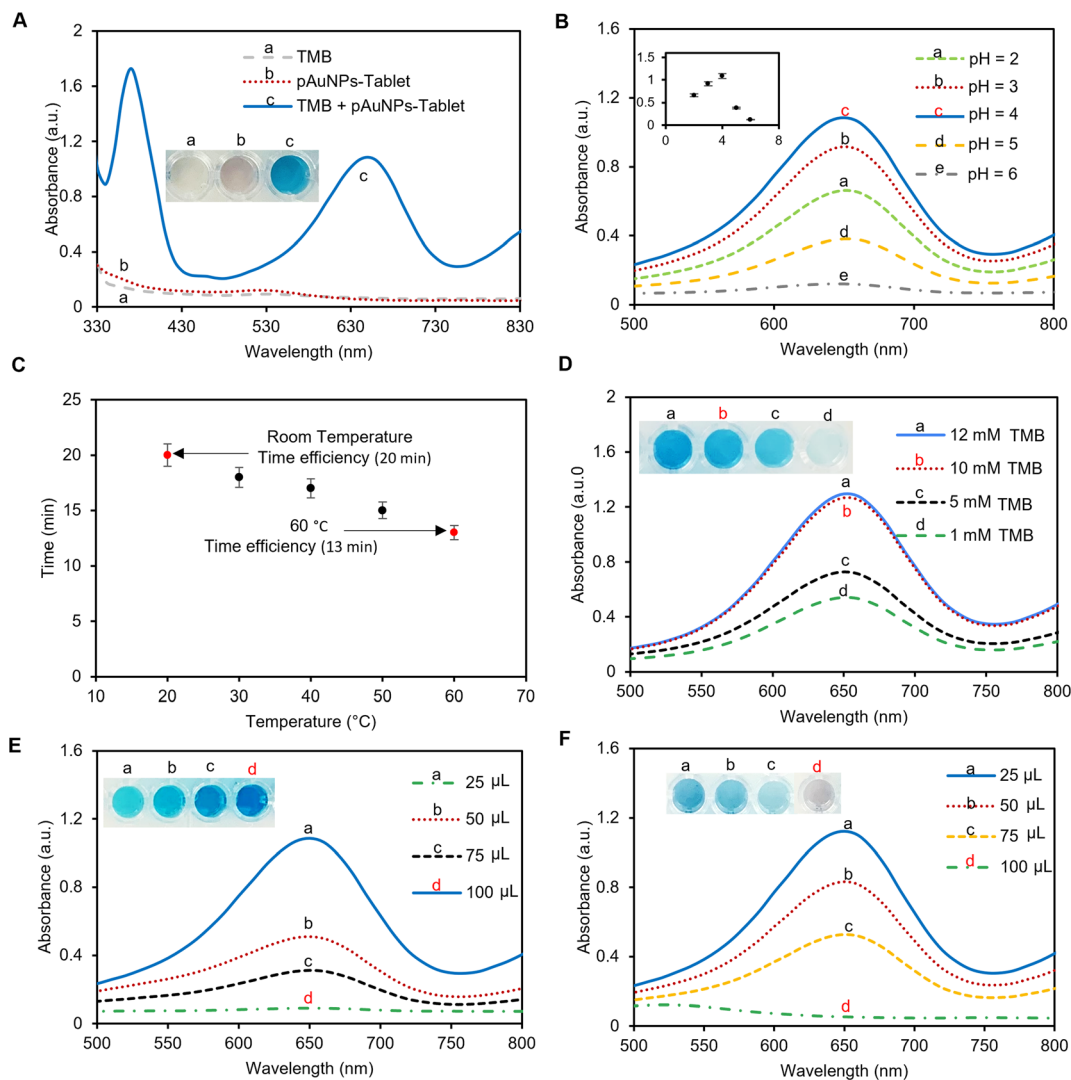 A
2
1.6
1.2
0.8
0.4
0
330
430
530
630
730
830
Absorbance (a.u.)
Wavelength (nm)
a
TMB
b
pAuNPs-Tablet
c
TMB + pAuNPs-Tablet
a b c
c
b
a
B
1.6
1.2
0.8
0.4
0
500
600
700
800
Absorbance (a.u.)
Wavelength (nm)
1.5
1
0.5
0
0
4
8
a
pH = 2
b
pH = 3
c
pH = 4
d
pH = 5
e
pH = 6
c
b
a
d
e
C
25
20
15
10
5
0
10
20
30
40
50
60
70
Time (min)
Temperature (°C)
Room Temperature
Time efficiency (20 min)
60 °C
Time efficiency (13 min)
D
2
1.6
1.2
0.8
0.4
0
500
550
600
650
700
750
800
Absorbance (a.u.0
Wavelength (nm)
a b c d
a
12 mM TMB
b
10 mM TMB
c
5 mM TMB
d
1 mM TMB
a
b
c
d
E
1.6
1.2
0.8
0.4
0
500
550
600
650
700
750
800
Absorbance (a.u.)
Wavelength (nm)
a b c d
a
25 µL
b
50 µL
c
75 µL
d
100 µL
a
b
c
d
F
1.6
1.2
0.8
0.4
0
500
550
600
650
700
750
800
Absorbance (a.u.)
Wavelength (nm)
a b c d
a
25 µL
b
50 µL
c
75 µL
d
100 µL
a
b
c
d